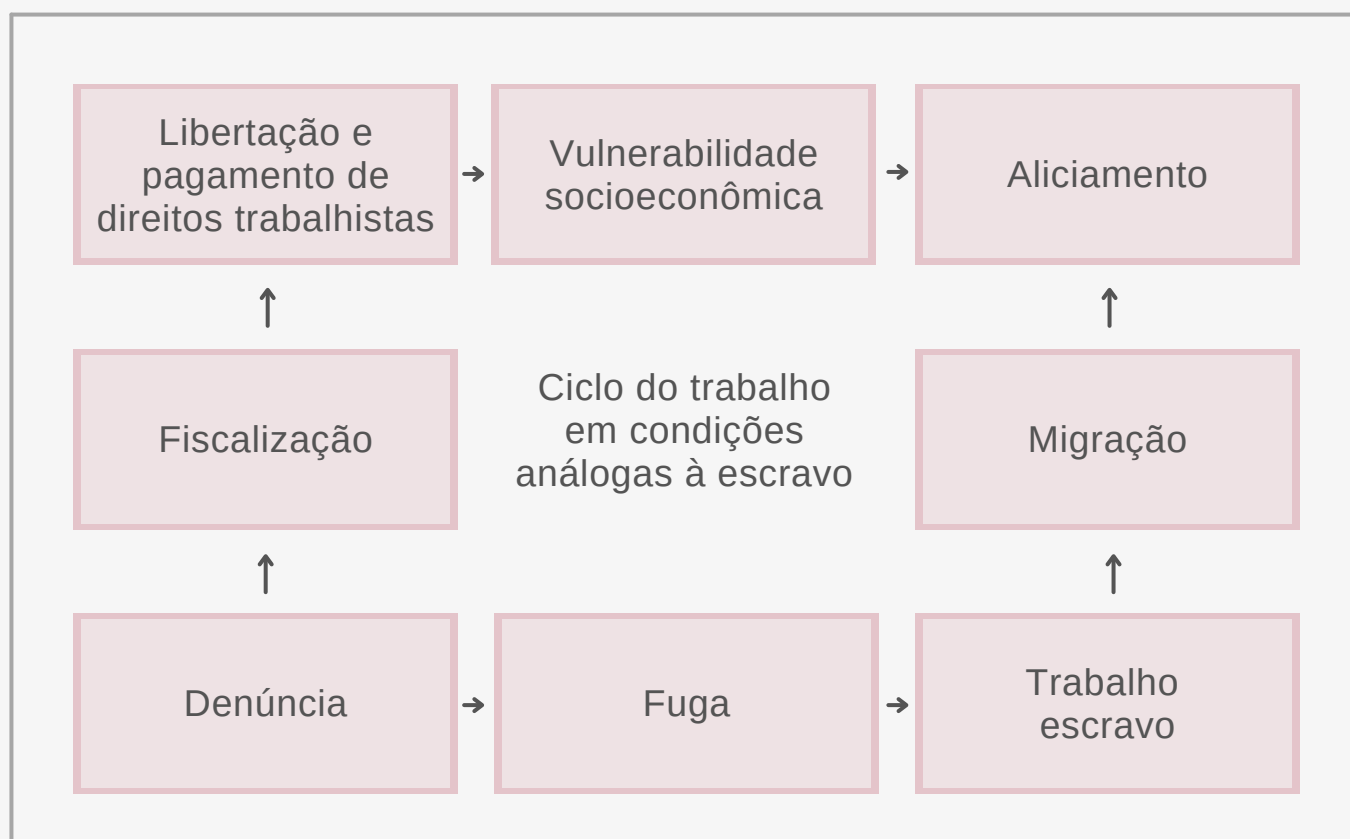 Libertação e
pagamento de
direitos trabalhistas
Vulnerabilidade
socioeconômica
Aliciamento
Fiscalização
Ciclo do trabalho
em condições
análogas à escravo
Migração
Denúncia
Fuga
Trabalho
escravo